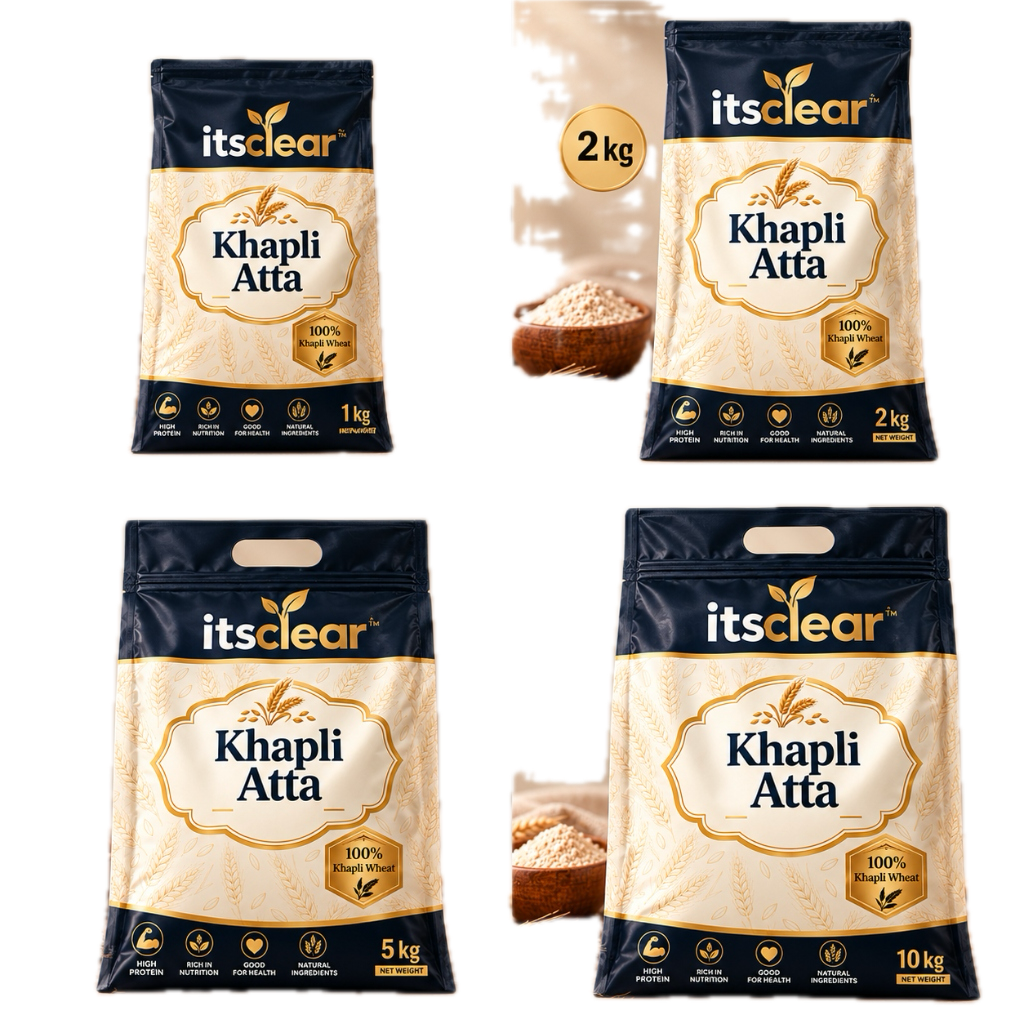 itsclear™
Khapli
Atta
100%
Khapli Wheat
HIGH
PROTEIN
RICH IN
NUTRITION
GOOD
FOR HEALTH
NATURAL
INGREDIENTS
1 kg
2 kg
itsclear™
Khapli
Atta
100%
Khapli Wheat
HIGH
PROTEIN
RICH IN
NUTRITION
GOOD
FOR HEALTH
NATURAL
INGREDIENTS
2 kg
NET WEIGHT
itsclear™
Khapli
Atta
100%
Khapli Wheat
HIGH
PROTEIN
RICH IN
NUTRITION
GOOD
FOR HEALTH
NATURAL
INGREDIENTS
5 kg
NET WEIGHT
itsclear™
Khapli
Atta
100%
Khapli Wheat
HIGH
PROTEIN
RICH IN
NUTRITION
GOOD
FOR HEALTH
NATURAL
INGREDIENTS
10 kg
NET WEIGHT